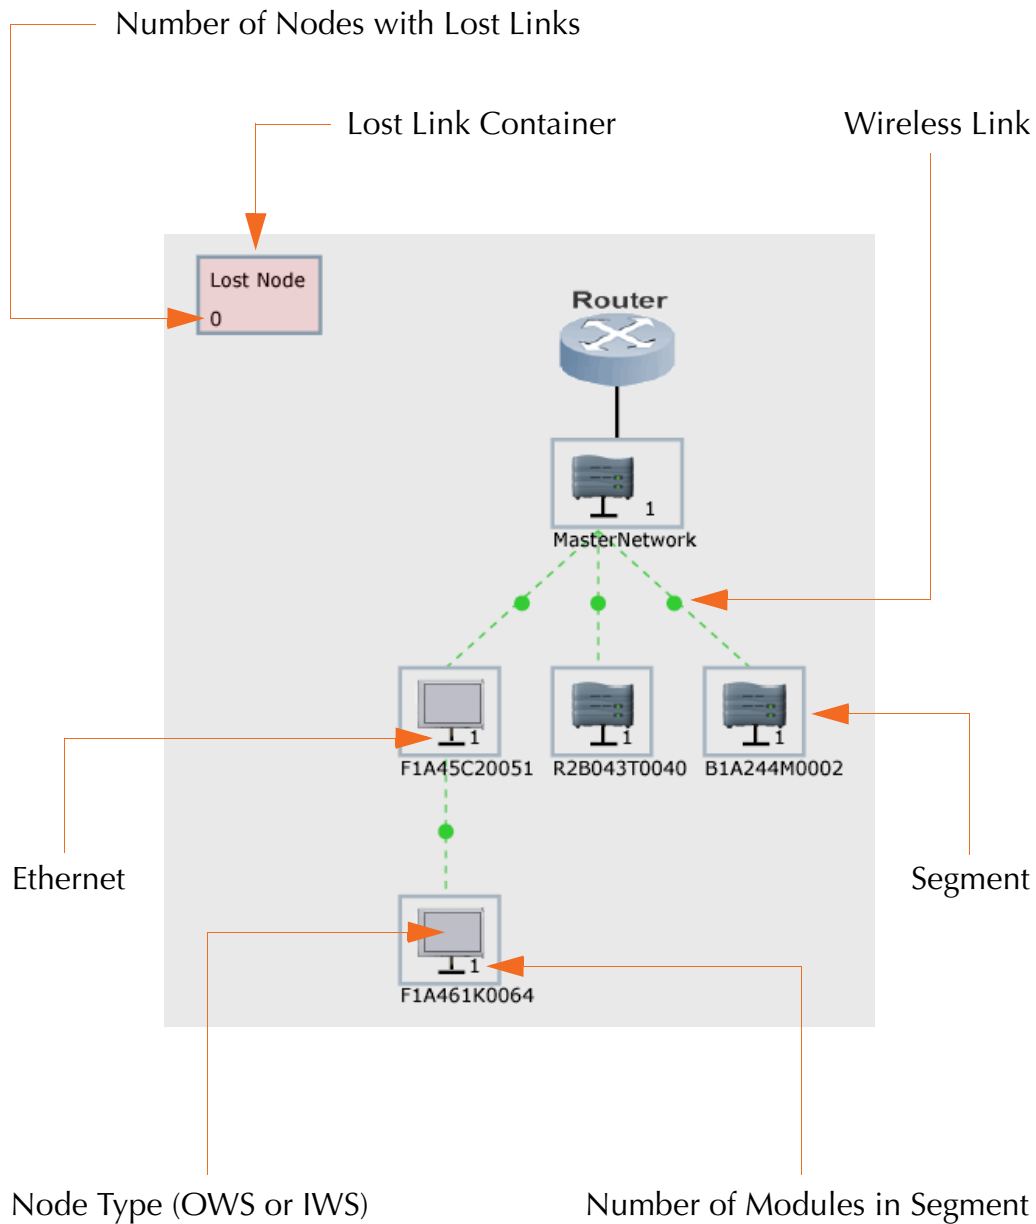 Number of Nodes with Lost Links
Lost Link Container
Wireless Link
Lost Node
0
Router
1
MasterNetwork
1
1
1
F1A45C20051
R2B043T0040
B1A244M0002
Ethernet
Segment
1
F1A461K0064
Node Type (OWS or IWS)
Number of Modules in Segment